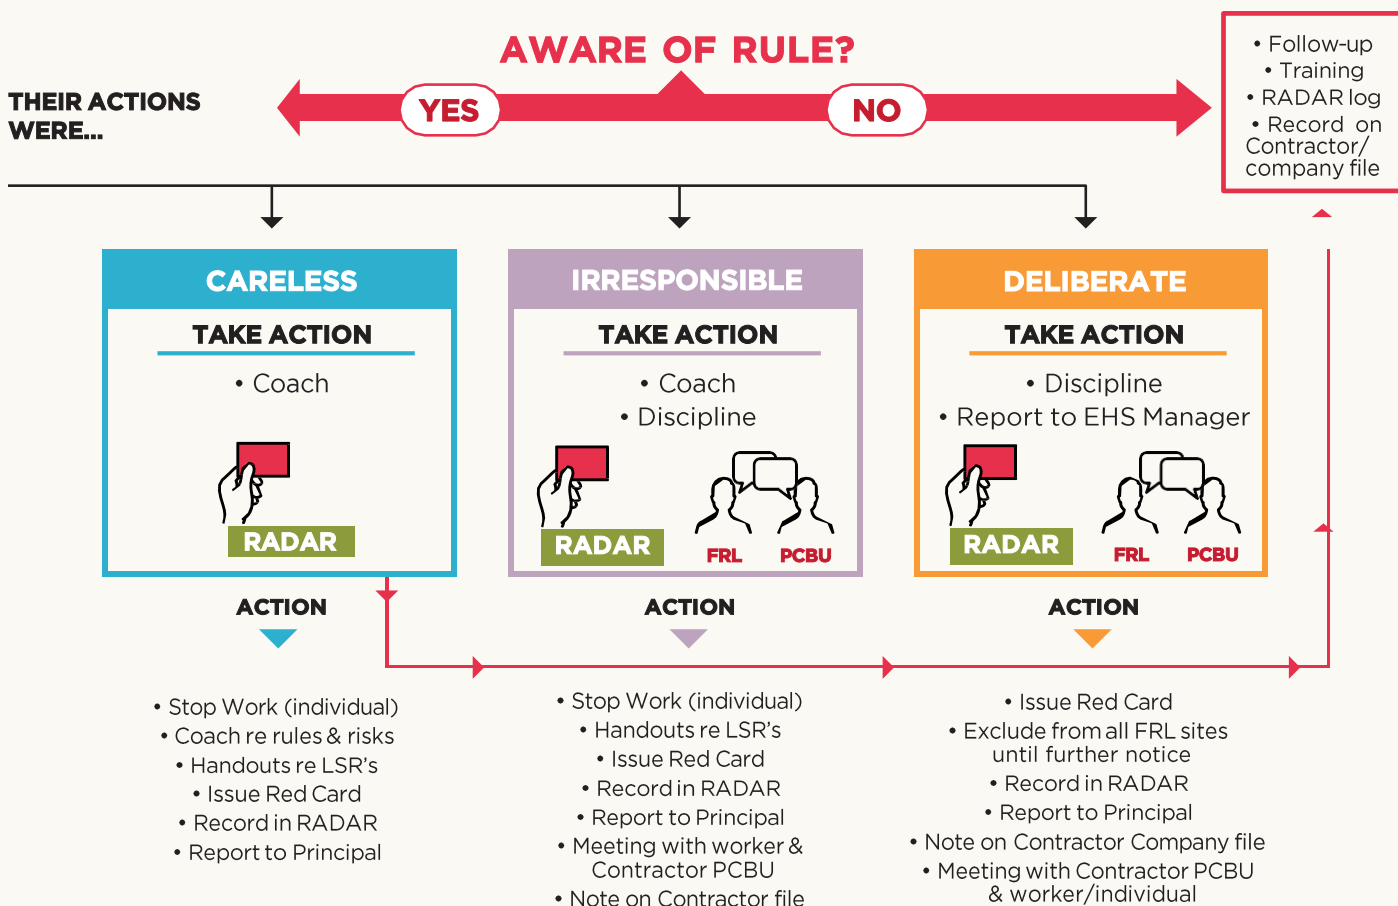 AWARE OF RULE?
THEIR ACTIONS
WERE...
YES
NO
• Follow-up
• Training
• RADAR log
• Record on
Contractor/
company file
CARELESS
TAKE ACTION
• Coach
RADAR
ACTION
• Stop Work (individual)
• Coach re rules & risks
• Handouts re LSR's
• Issue Red Card
• Record in RADAR
• Report to Principal
IRRESPONSIBLE
TAKE ACTION
• Coach
• Discipline
RADAR
FRL
PCBU
ACTION
• Stop Work (individual)
• Handouts re LSR's
• Issue Red Card
• Record in RADAR
• Report to Principal
• Meeting with worker &
Contractor PCBU
• Note on Contractor file
DELIBERATE
TAKE ACTION
• Discipline
• Report to EHS Manager
RADAR
FRL
PCBU
ACTION
• Issue Red Card
• Exclude from all FRL sites
until further notice
• Record in RADAR
• Report to Principal
• Note on Contractor Company file
• Meeting with Contractor PCBU
& worker/individual